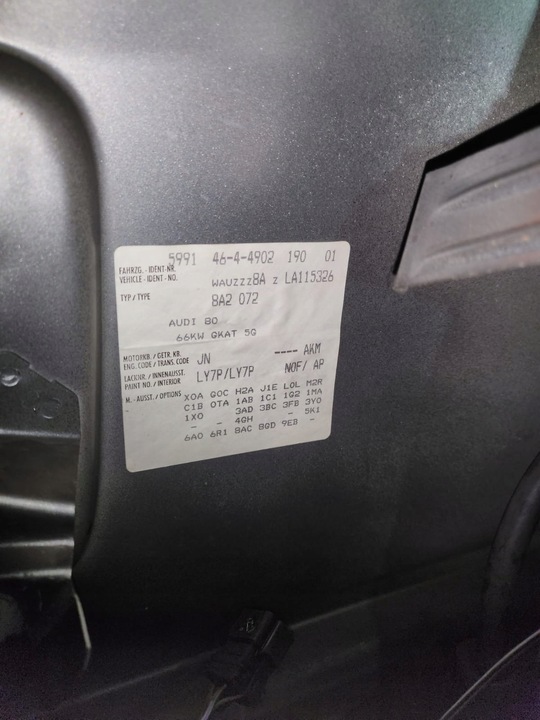 5991 46-4-4902 190 01
FAHRZG.-IDENT-NR.
VEHICLE-IDENT-NO. WAUZZZ8A Z LA115326
TYP/TYPE 8A2 072
AUDI 80
66KW GKAT 5G
MOTORKB./GETR.KB.
ENG.CODE/TRANS.CODE JN ---- AKM
LACKNR./INNENAUSST.
PAINT NO./INTERIOR LY7P/LY7P NOF/ AP
M.-AUSST./OPTIONS X0A G0C H2A J1E L0L M2R
C1B 0TA 1AB 1C1 1G2 1MA
1X0 3AD 3BC 3FB 3Y0
- - 4GH - - 5K1
6A0 6R1 8AC 8GD 9EB -